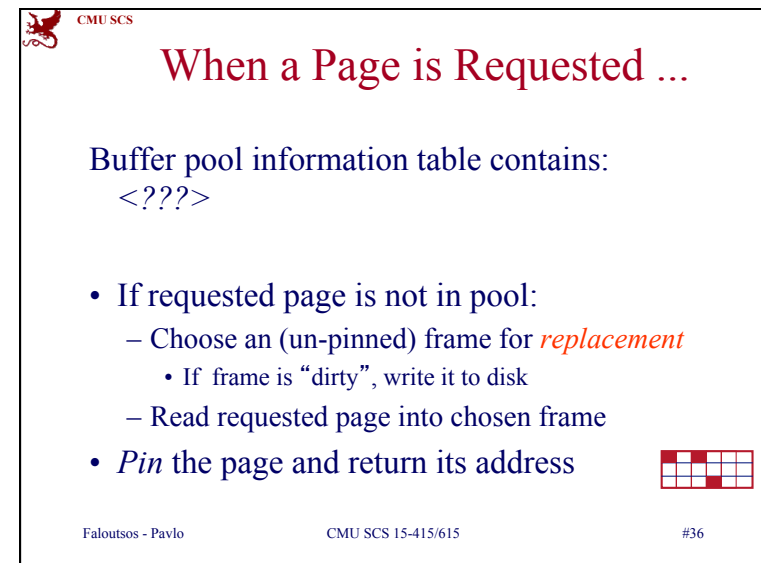 CMU SCS
When a Page is Requested ...
Buffer pool information table contains:
<???>
• If requested page is not in pool:
– Choose an (un-pinned) frame for replacement
• If frame is “dirty”, write it to disk
– Read requested page into chosen frame
• Pin the page and return its address
Faloutsos - Pavlo CMU SCS 15-415/615 #36